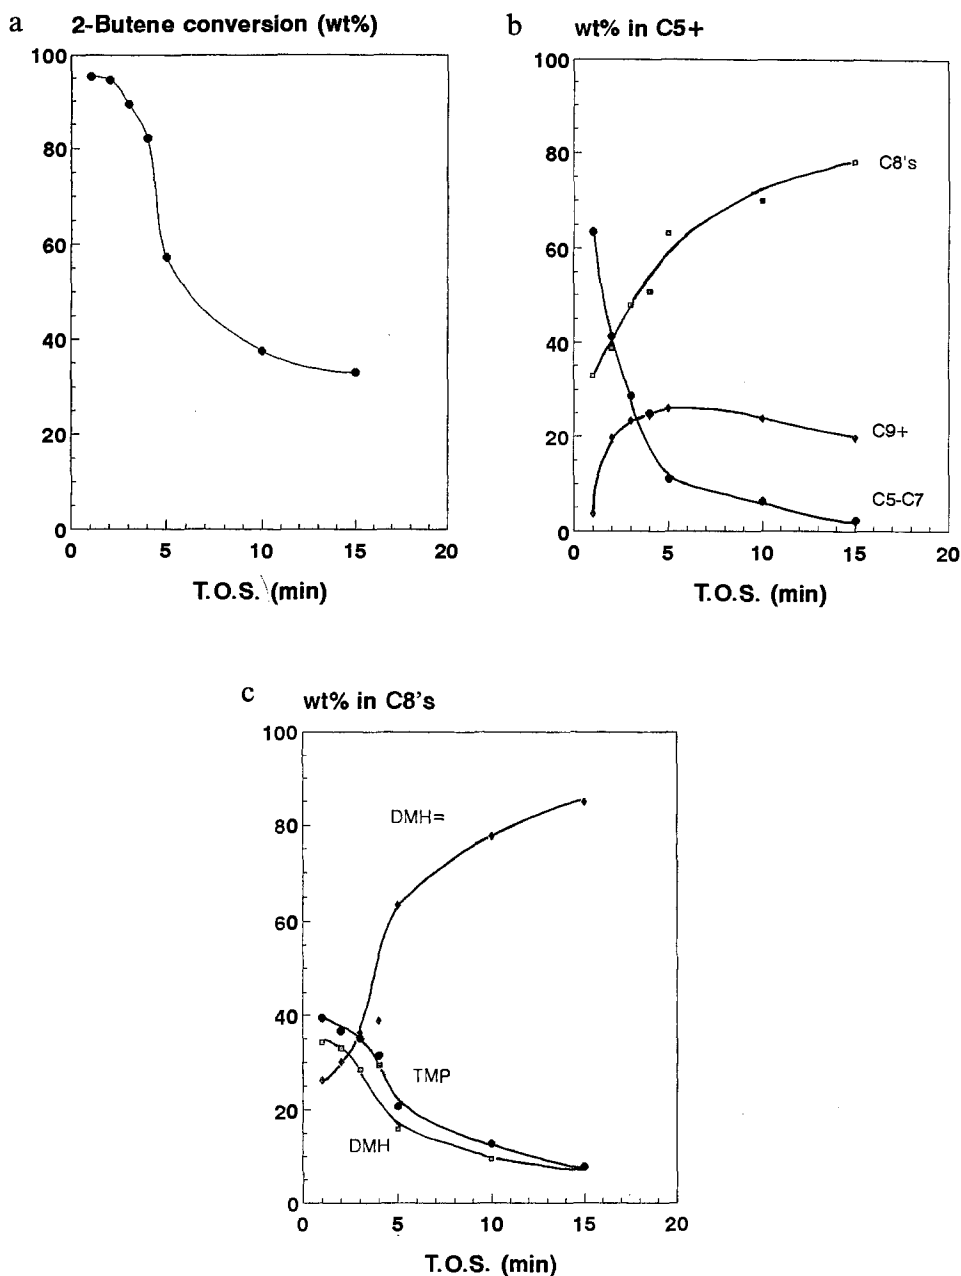 a
2-Butene conversion (wt%)
100
80
60
40
20
0
0 5 10 15 20
T.O.S. (min)
b
wt% in C5+
100
80
60
40
20
0
C8's
C9+
C5-C7
0 5 10 15 20
T.O.S. (min)
c
wt% in C8's
100
80
60
40
20
0
DMH=
TMP
DMH
0 5 10 15 20
T.O.S. (min)